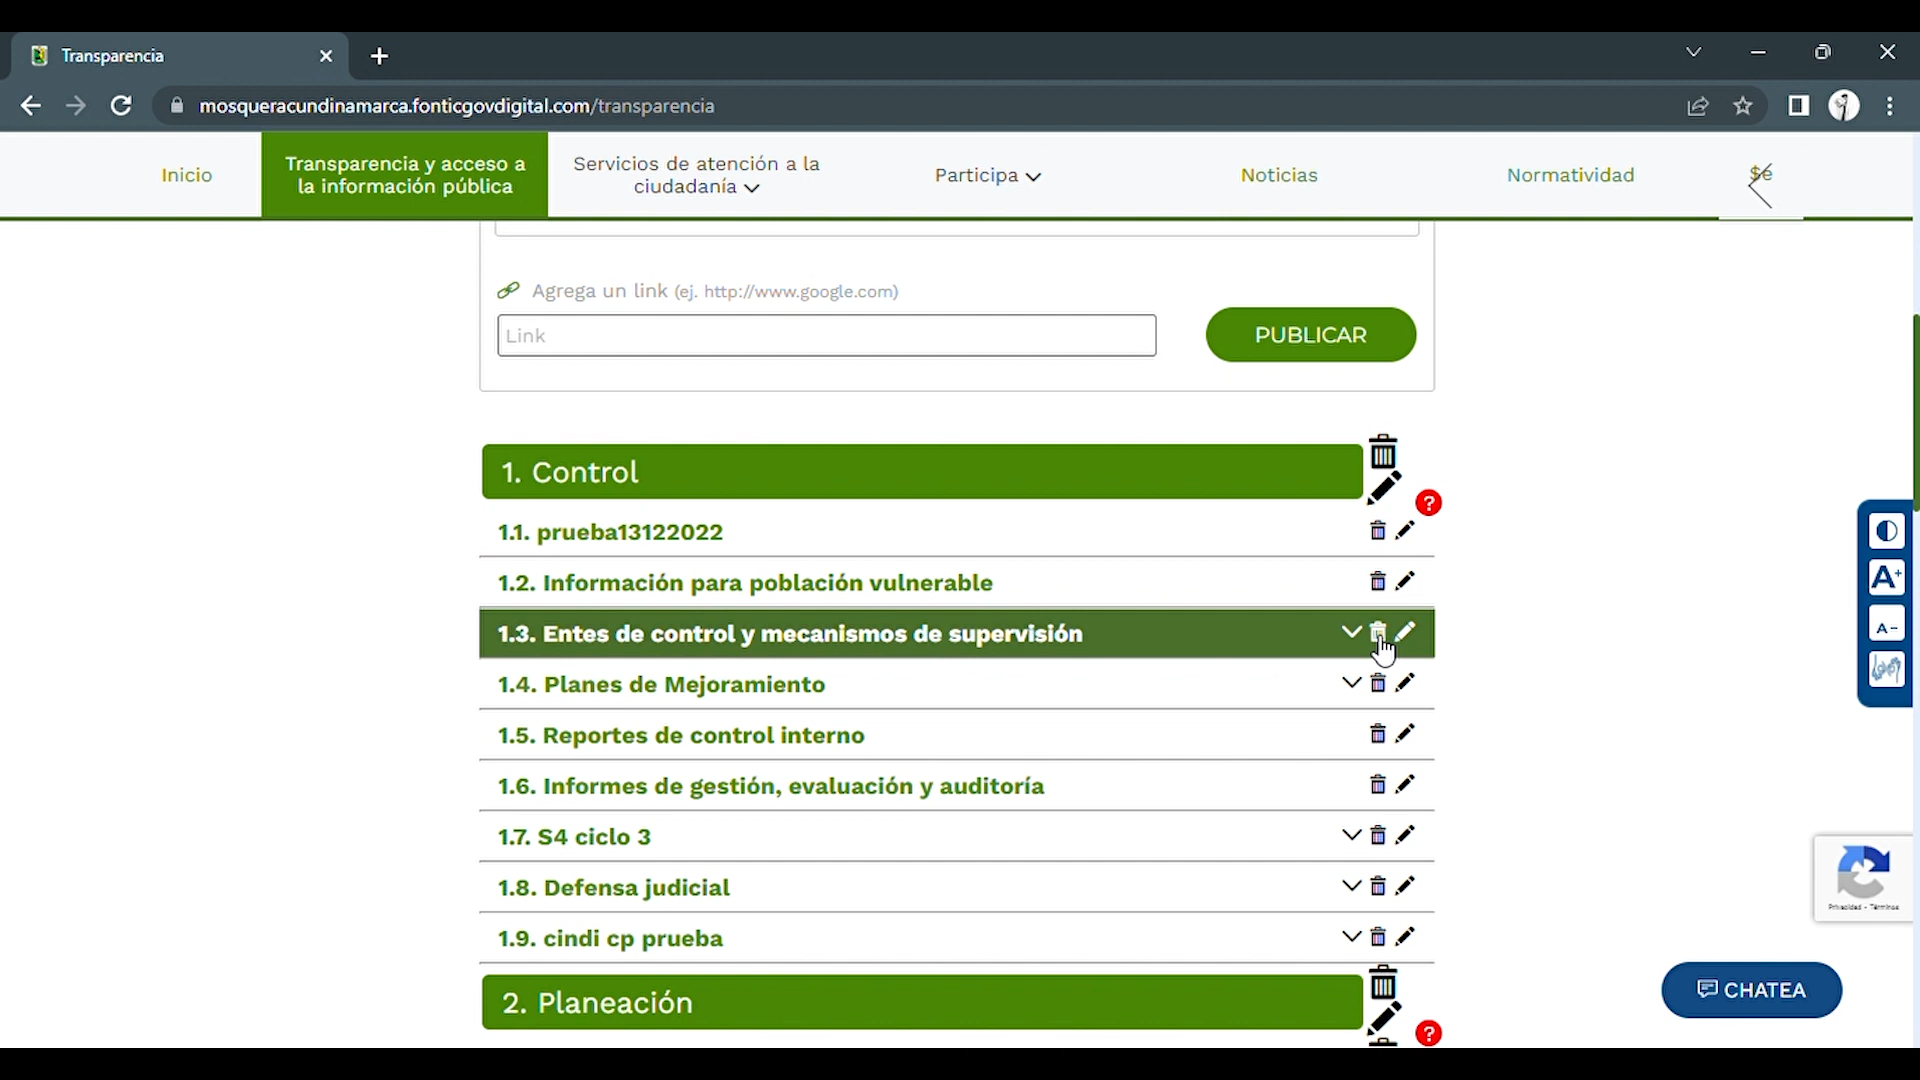 Transparencia
mosqueracundinamarca.fonticgovdigital.com/transparencia
Inicio
Transparencia y acceso a
la información pública
Servicios de atención a la
ciudadanía
Participa
Noticias
Normatividad
Sé
Agrega un link (ej. http://www.google.com)
Link
PUBLICAR
1. Control
?
1.1. prueba13122022
1.2. Información para población vulnerable
1.3. Entes de control y mecanismos de supervisión
1.4. Planes de Mejoramiento
1.5. Reportes de control interno
1.6. Informes de gestión, evaluación y auditoría
1.7. S4 ciclo 3
1.8. Defensa judicial
1.9. cindi cp prueba
2. Planeación
?
A+
A-
Privacidad - Términos
CHATEA